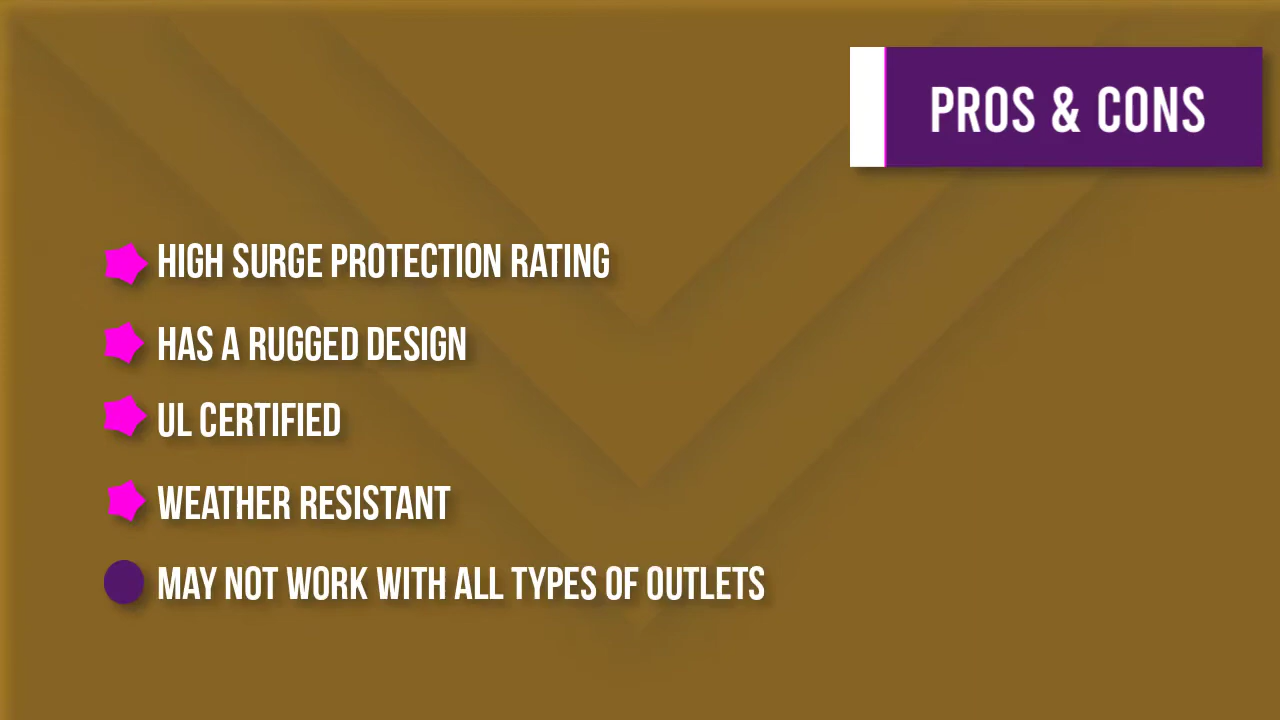 PROS & CONS
HIGH SURGE PROTECTION RATING
HAS A RUGGED DESIGN
UL CERTIFIED
WEATHER RESISTANT
MAY NOT WORK WITH ALL TYPES OF OUTLETS